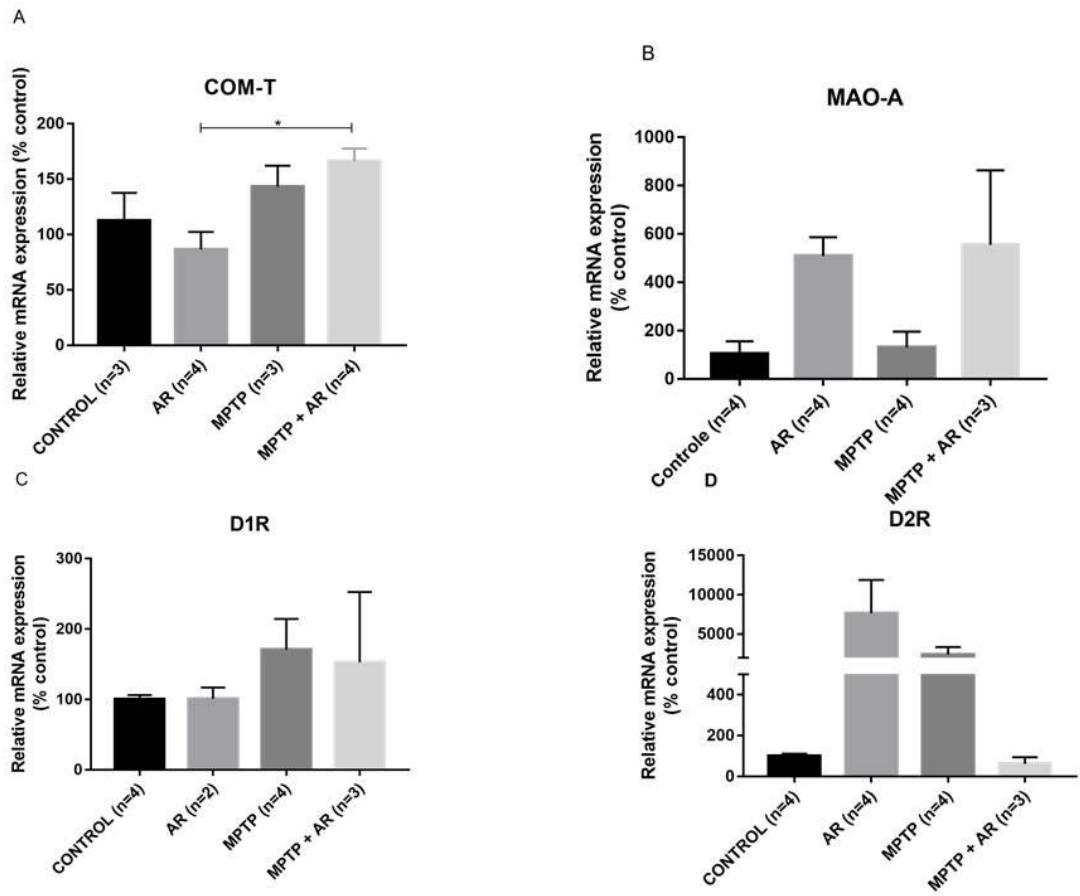 A
COM-T
Relative mRNA expression (% control)
200
150
100
50
0
*
CONTROL (n=3)
AR (n=4)
MPTP (n=3)
MPTP + AR (n=4)
B
MAO-A
Relative mRNA expression
(% control)
1000
800
600
400
200
0
Controle (n=4)
AR (n=4)
MPTP (n=4)
MPTP + AR (n=3)
C
D1R
Relative mRNA expression
(% control)
300
200
100
0
CONTROL (n=4)
AR (n=2)
MPTP (n=4)
MPTP + AR (n=3)
D
D2R
Relative mRNA expression
(% control)
15000
10000
5000
400
200
0
CONTROL (n=4)
AR (n=4)
MPTP (n=4)
MPTP + AR (n=3)